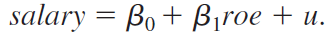 salary = β₀ + β₁roe + u.